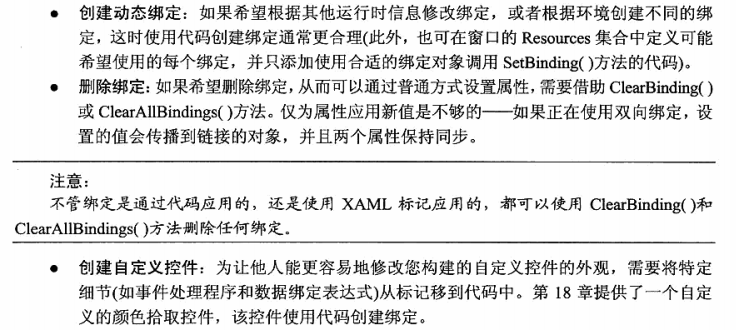 ● 创建动态绑定：如果希望根据其他运行时信息修改绑定，或者根据环境创建不同的绑
定，这时使用代码创建绑定通常更合理(此外，也可在窗口的 Resources 集合中定义可能
希望使用的每个绑定，并只添加使用合适的绑定对象调用 SetBinding( )方法的代码)。
● 删除绑定：如果希望删除绑定，从而可以通过普通方式设置属性，需要借助 ClearBinding( )
或 ClearAllBindings( )方法。仅为属性应用新值是不够的——如果正在使用双向绑定，设
置的值会传播到链接的对象，并且两个属性保持同步。
注意：
不管绑定是通过代码应用的，还是使用 XAML 标记应用的，都可以使用 ClearBinding( )和
ClearAllBindings( )方法删除任何绑定。
● 创建自定义控件：为让他人能更容易地修改您构建的自定义控件的外观，需要将特定
细节(如事件处理程序和数据绑定表达式)从标记移到代码中。第 18 章提供了一个自定
义的颜色拾取控件，该控件使用代码创建绑定。